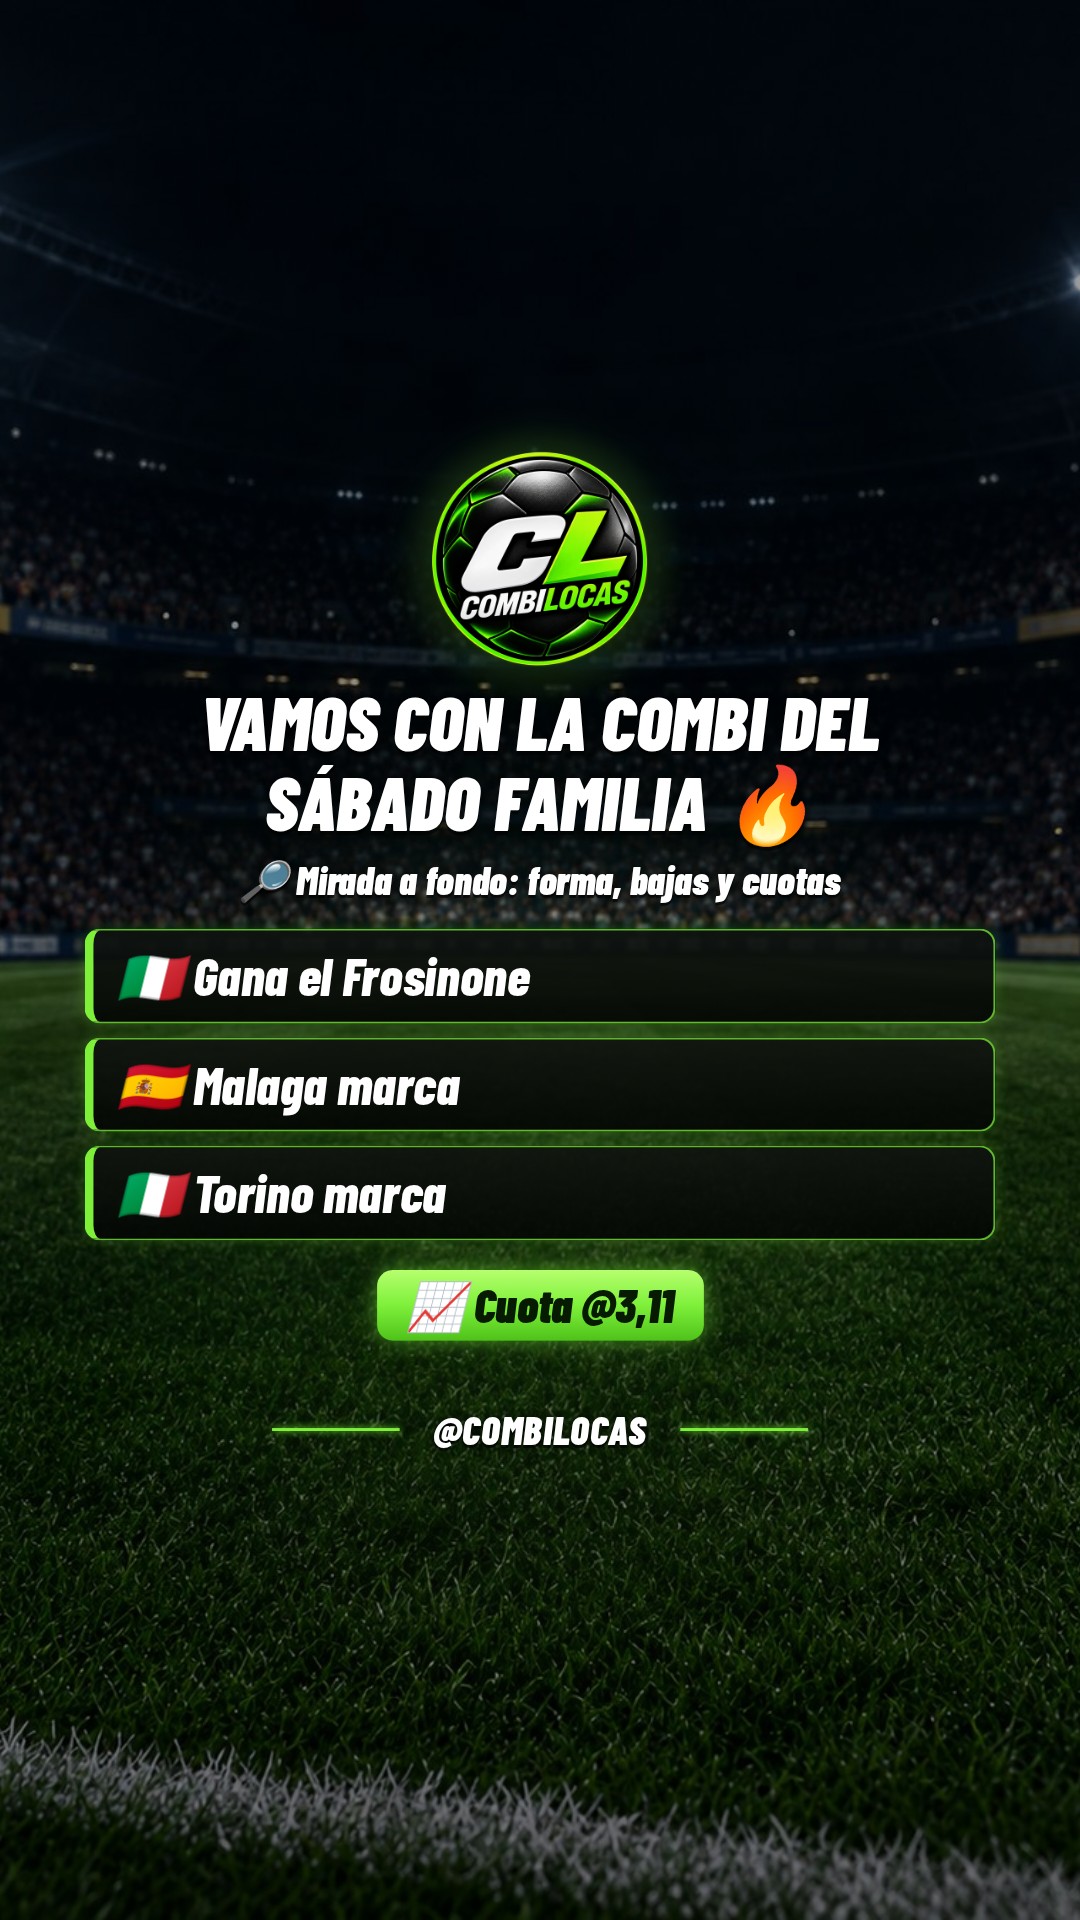 CL
COMBILOCAS
VAMOS CON LA COMBI DEL
SÁBADO FAMILIA 🔥
🔎 Mirada a fondo: forma, bajas y cuotas
🇮🇹 Gana el Frosinone
🇪🇸 Malaga marca
🇮🇹 Torino marca
📈 Cuota @3,11
@COMBILOCAS